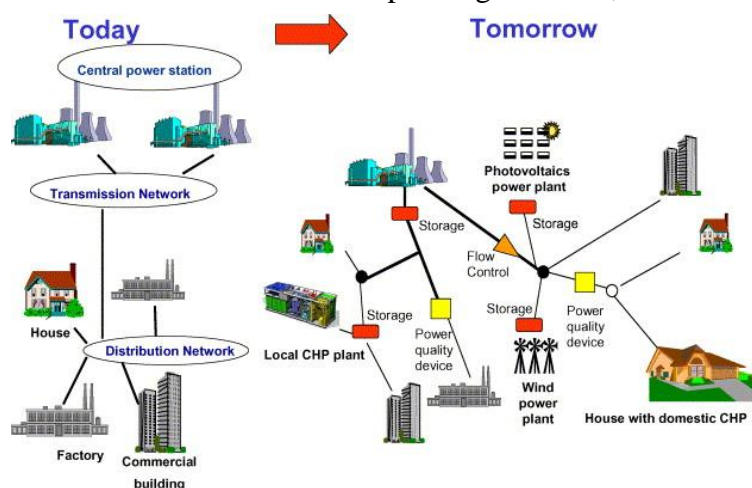 Today
Tomorrow
Central power station
Transmission Network
House
Distribution Network
Factory
Commercial
building
Photovoltaics
power plant
Storage
Storage
Flow
Control
Storage
Local CHP plant
Power
quality
device
Storage
Wind
power
plant
Power
quality
device
House with domestic CHP